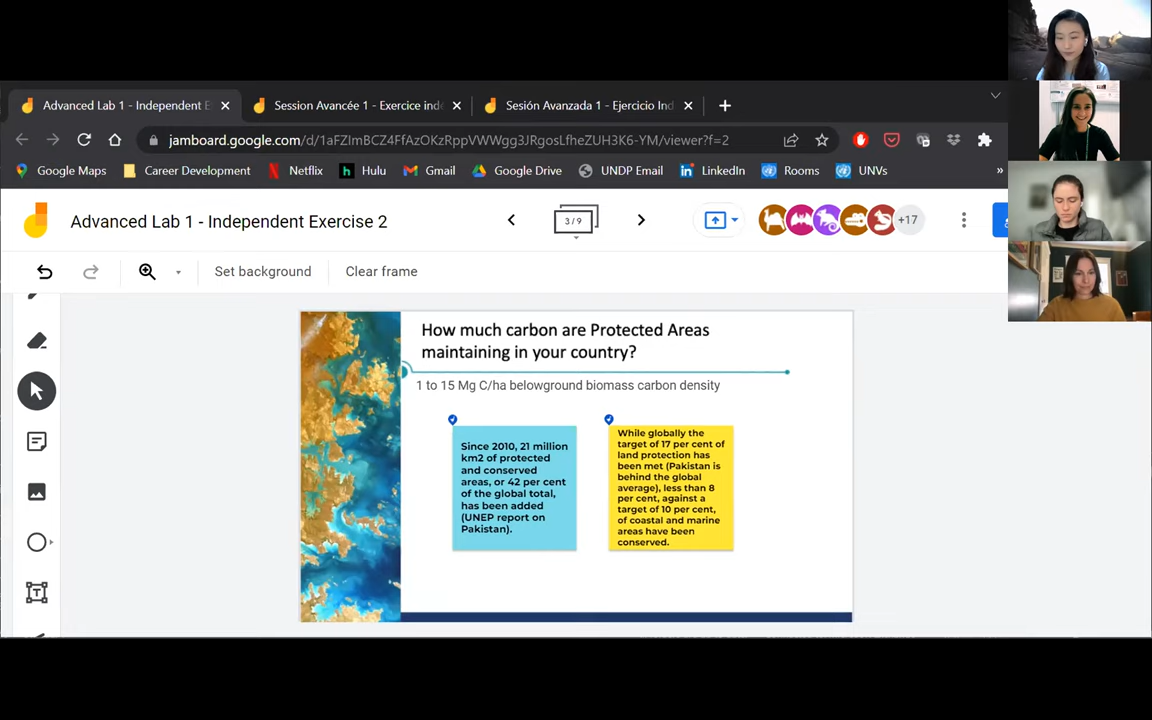 Advanced Lab 1 - Independent E
Session Avancée 1 - Exercice ind
Sesión Avanzada 1 - Ejercicio Ind
jamboard.google.com/d/1aFZImBCZ4FfAzOKzRppVWWgg3JRgosLfheZUH3K6-YM/viewer?f=2
Google Maps
Career Development
Netflix
Hulu
Gmail
Google Drive
UNDP Email
LinkedIn
Rooms
UNVs
»
Advanced Lab 1 - Independent Exercise 2
3/9
+17
Set background
Clear frame
How much carbon are Protected Areas
maintaining in your country?
1 to 15 Mg C/ha belowground biomass carbon density
Since 2010, 21 million
km2 of protected
and conserved
areas, or 42 per cent
of the global total,
has been added
(UNEP report on
Pakistan).
While globally the
target of 17 per cent of
land protection has
been met (Pakistan is
behind the global
average), less than 8
per cent, against a
target of 10 per cent,
of coastal and marine
areas have been
conserved.